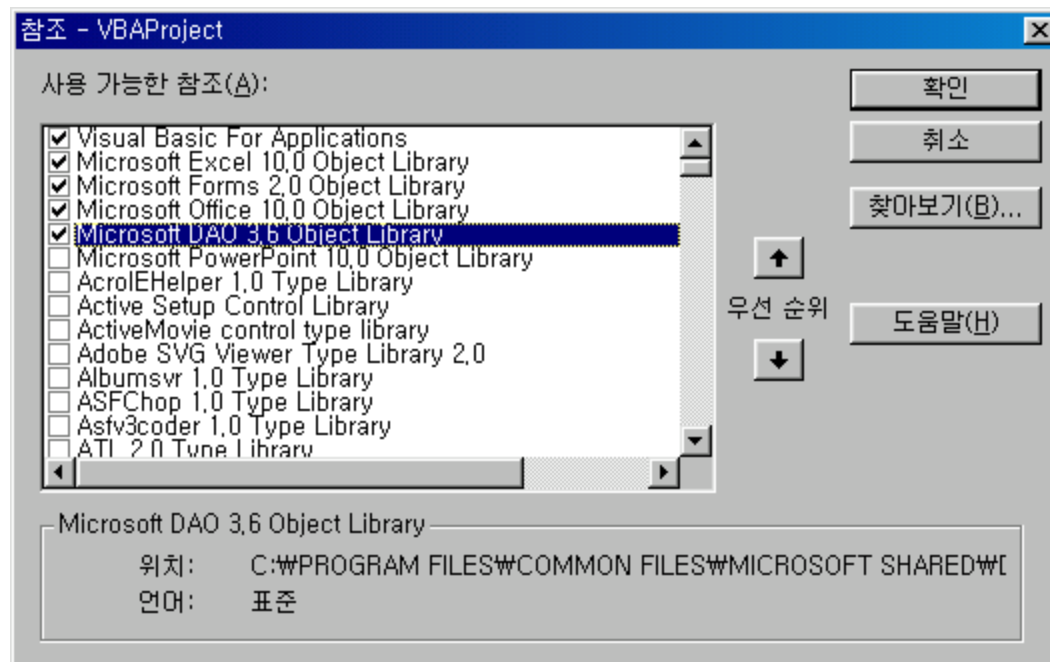 참조 - VBAProject
사용 가능한 참조(A):
Visual Basic For Applications
Microsoft Excel 10,0 Object Library
Microsoft Forms 2,0 Object Library
Microsoft Office 10,0 Object Library
Microsoft DAO 3,6 Object Library
Microsoft PowerPoint 10,0 Object Library
AcroIEHelper 1,0 Type Library
Active Setup Control Library
ActiveMovie control type library
Adobe SVG Viewer Type Library 2,0
Albumsvr 1,0 Type Library
ASFChop 1,0 Type Library
Asfv3coder 1,0 Type Library
ATL 2,0 Type Library
우선 순위
확인
취소
찾아보기(B)...
도움말(H)
Microsoft DAO 3,6 Object Library
위치: C:₩PROGRAM FILES₩COMMON FILES₩MICROSOFT SHARED₩D
언어: 표준